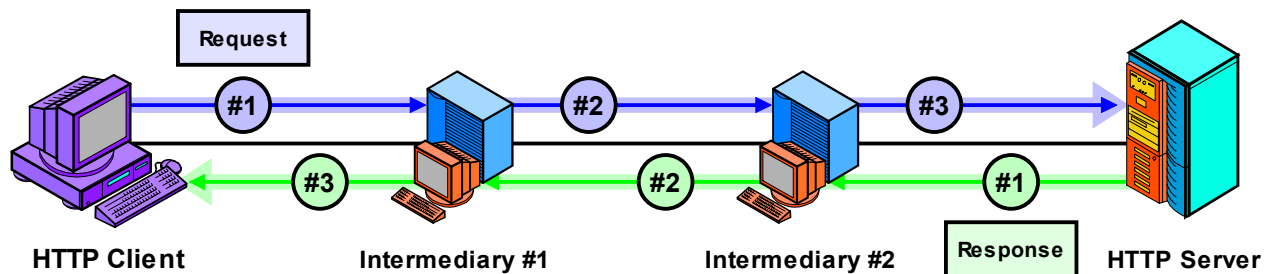 Request
#1
#2
#3
#3
#2
#1
Response
HTTP Client
Intermediary #1
Intermediary #2
HTTP Server